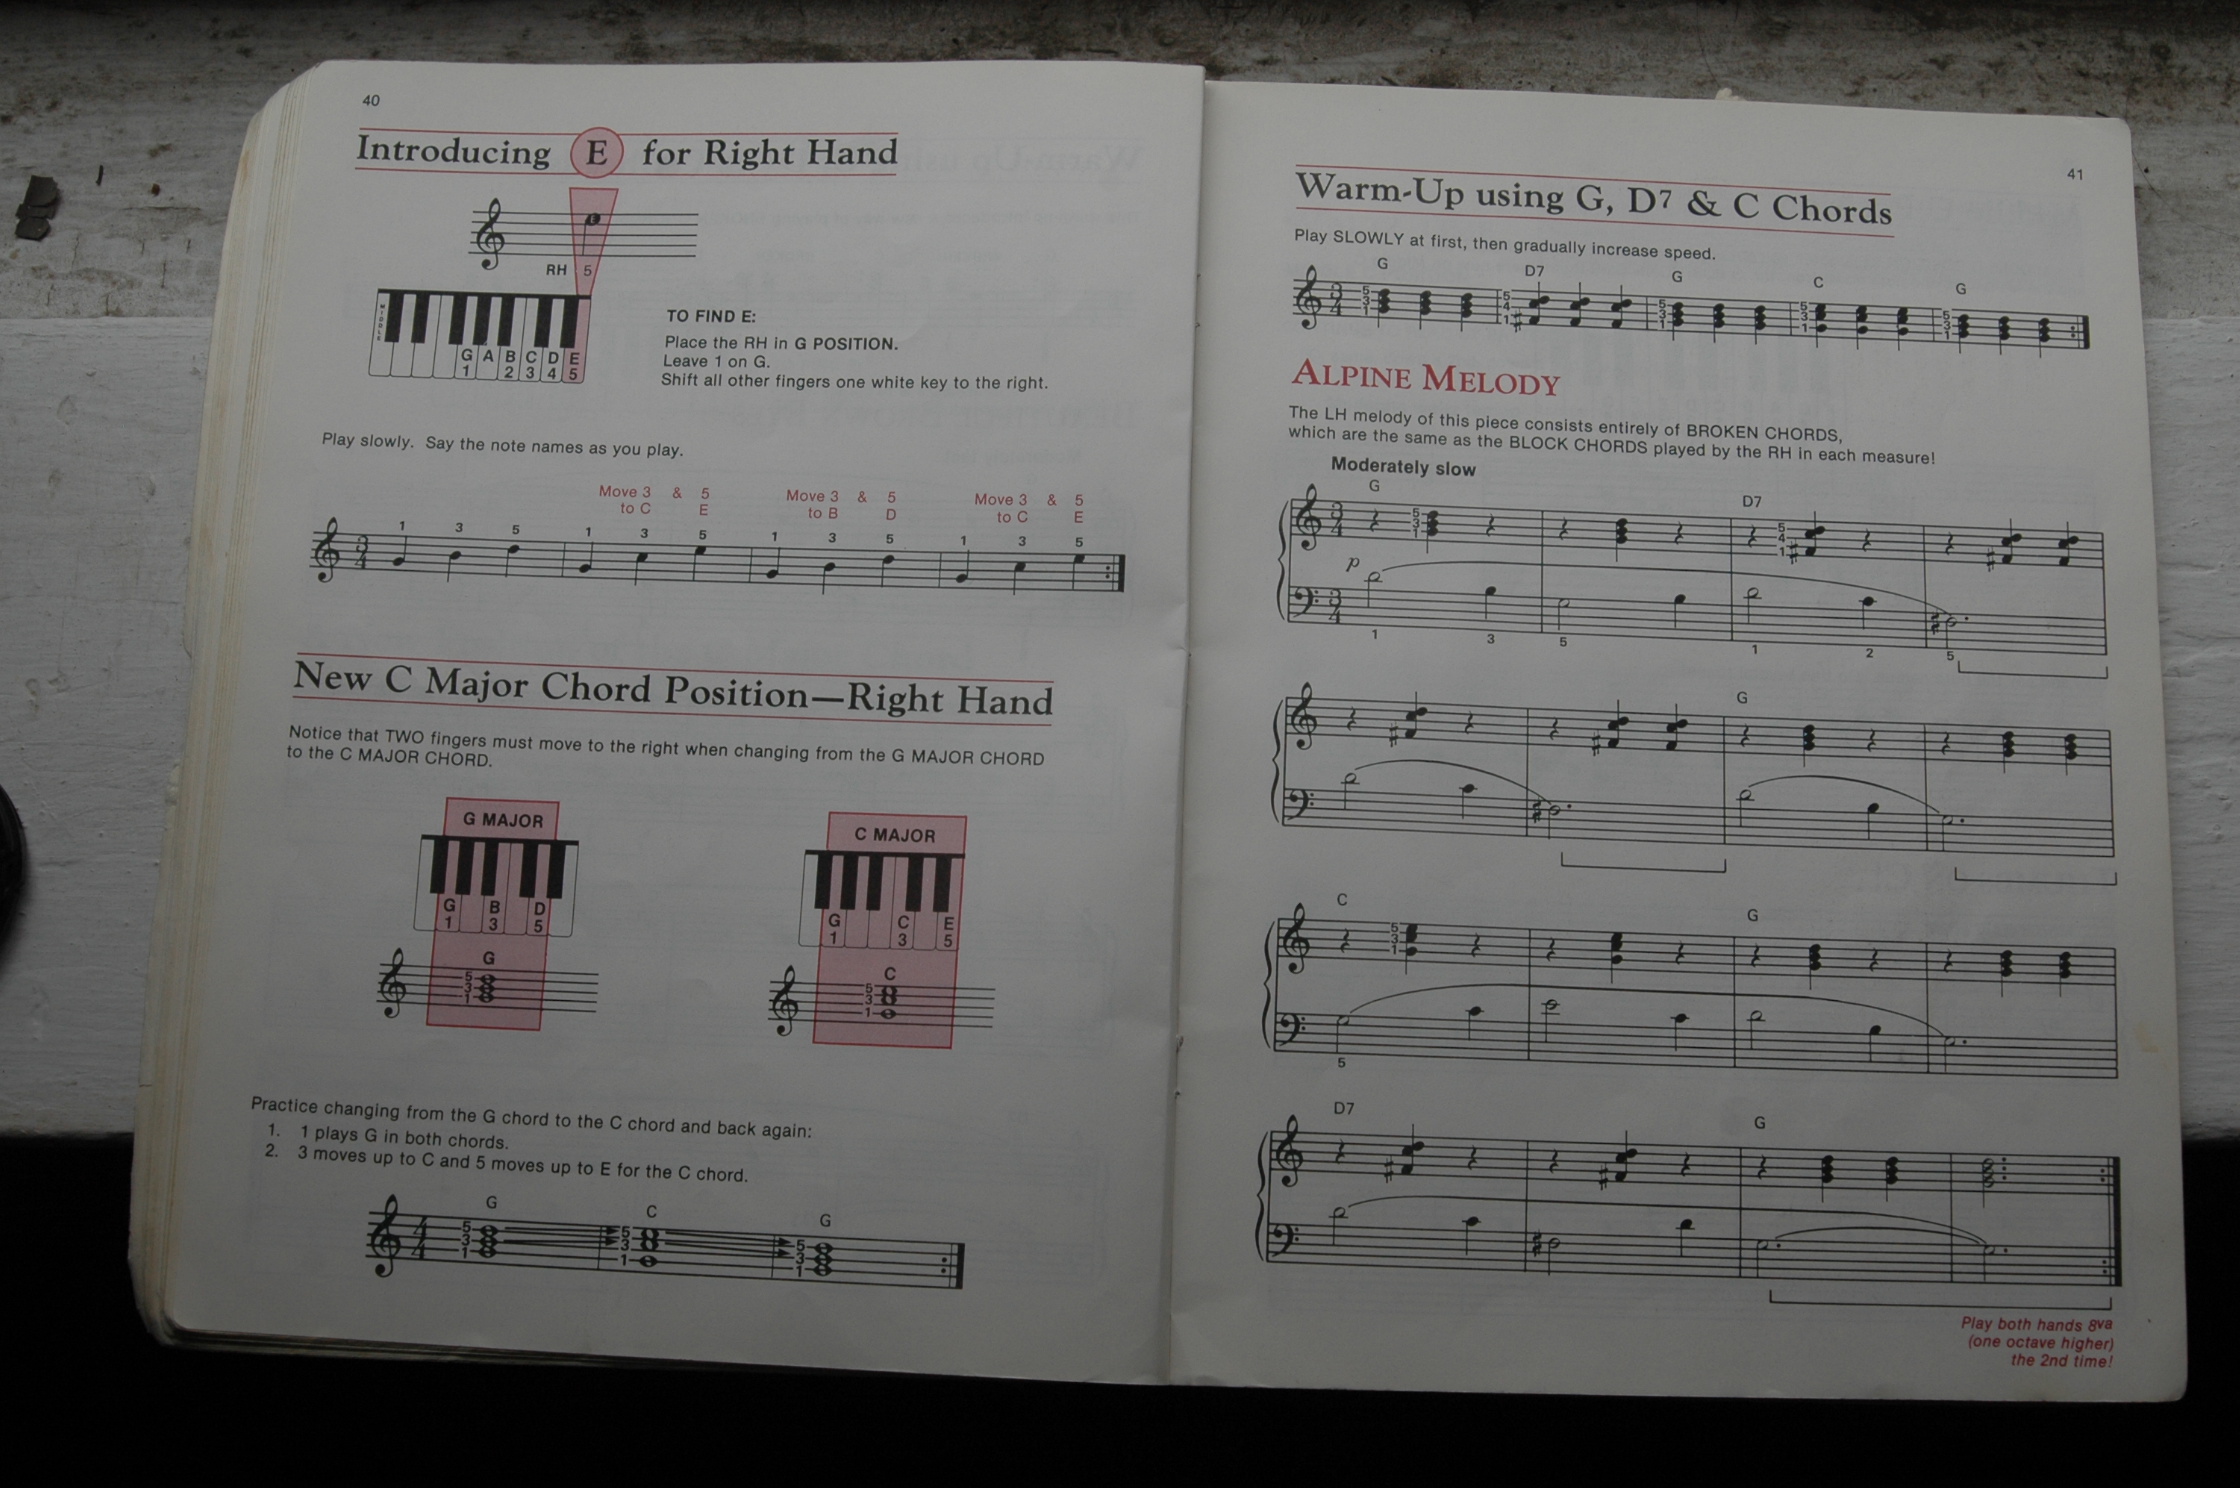 40
Introducing E for Right Hand
RH 5
MIDDLE
G A B C D E
1 2 3 4 5
TO FIND E:
Place the RH in G POSITION.
Leave 1 on G.
Shift all other fingers one white key to the right.
Play slowly. Say the note names as you play.
Move 3 & 5 Move 3 & 5 Move 3 & 5
to C E to B D to C E
1 3 5 1 3 5 1 3 5 1 3 5
3
4
New C Major Chord Position—Right Hand
Notice that TWO fingers must move to the right when changing from the G MAJOR CHORD
to the C MAJOR CHORD.
G MAJOR
G B D
1 3 5
G
5
3
1
C MAJOR
G C E
1 3 5
C
5
3
1
Practice changing from the G chord to the C chord and back again:
1. 1 plays G in both chords.
2. 3 moves up to C and 5 moves up to E for the C chord.
G C G
4 5 5 5
4 3 3 3
1 1 1
41
Warm-Up using G, D7 & C Chords
Play SLOWLY at first, then gradually increase speed.
G D7 G C G
3 5 5 5 5 5
4 3 4 3 3 3
1 1 1 1 1
ALPINE MELODY
The LH melody of this piece consists entirely of BROKEN CHORDS,
which are the same as the BLOCK CHORDS played by the RH in each measure!
Moderately slow
G D7
3 5 5
4 3 4
1 1
p
3
4
1 3 5 1 2 5
G
C G
5
3
1
5
D7 G
Play both hands 8va
(one octave higher)
the 2nd time!